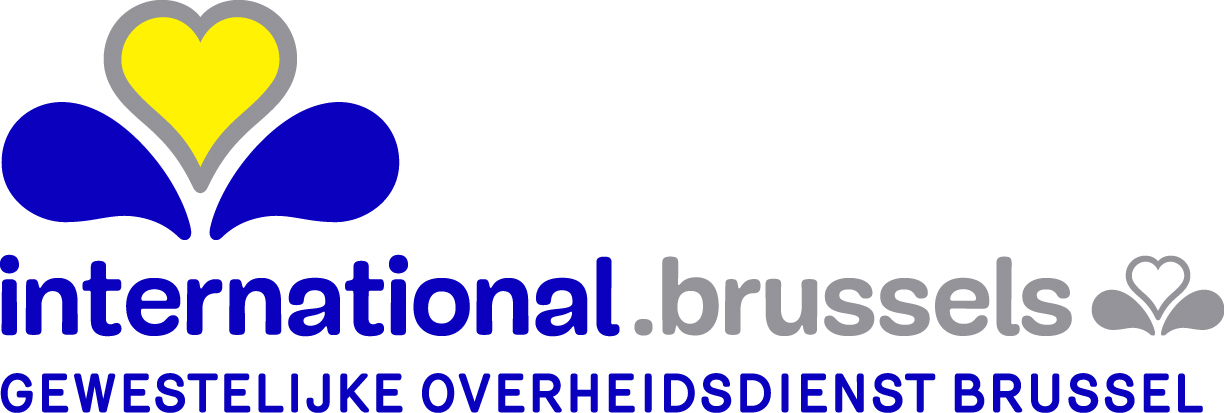 international.brussels
GEWESTELIJKE OVERHEIDSDIENST BRUSSEL